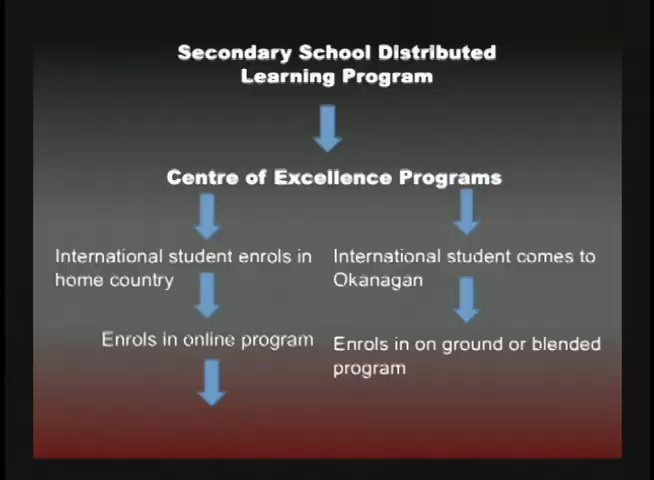 Secondary School Distributed
Learning Program
Centre of Excellence Programs
International student enrols in
home country
Enrols in online program
International student comes to
Okanagan
Enrols in on ground or blended
program